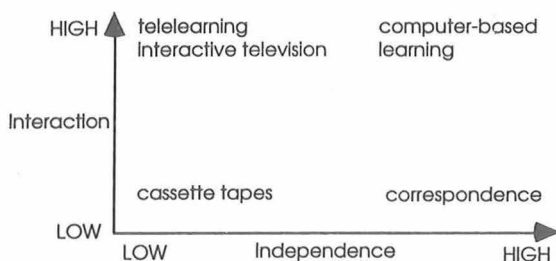 HIGH
telelearning
interactive television
computer-based
learning
Interaction
cassette tapes
correspondence
LOW
LOW
Independence
HIGH